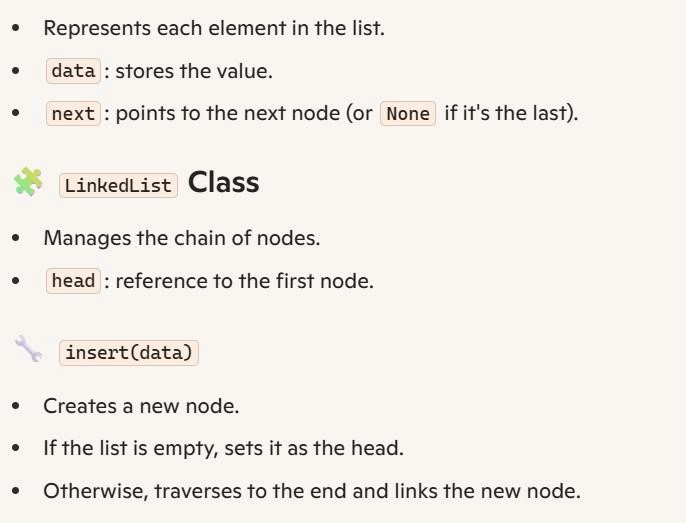 • Represents each element in the list.
• data: stores the value.
• next: points to the next node (or None if it's the last).
LinkedList Class
• Manages the chain of nodes.
• head: reference to the first node.
insert(data)
• Creates a new node.
• If the list is empty, sets it as the head.
• Otherwise, traverses to the end and links the new node.